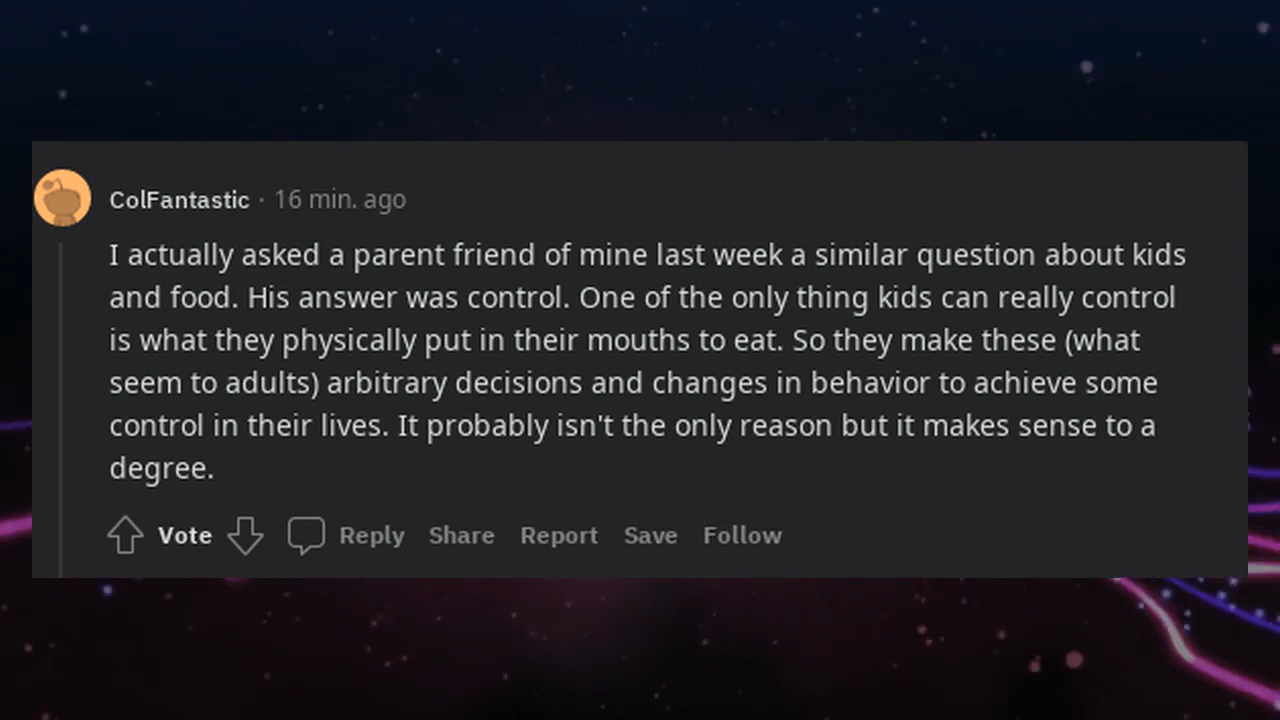 ColFantastic · 16 min. ago
I actually asked a parent friend of mine last week a similar question about kids
and food. His answer was control. One of the only thing kids can really control
is what they physically put in their mouths to eat. So they make these (what
seem to adults) arbitrary decisions and changes in behavior to achieve some
control in their lives. It probably isn't the only reason but it makes sense to a
degree.
Vote Reply Share Report Save Follow